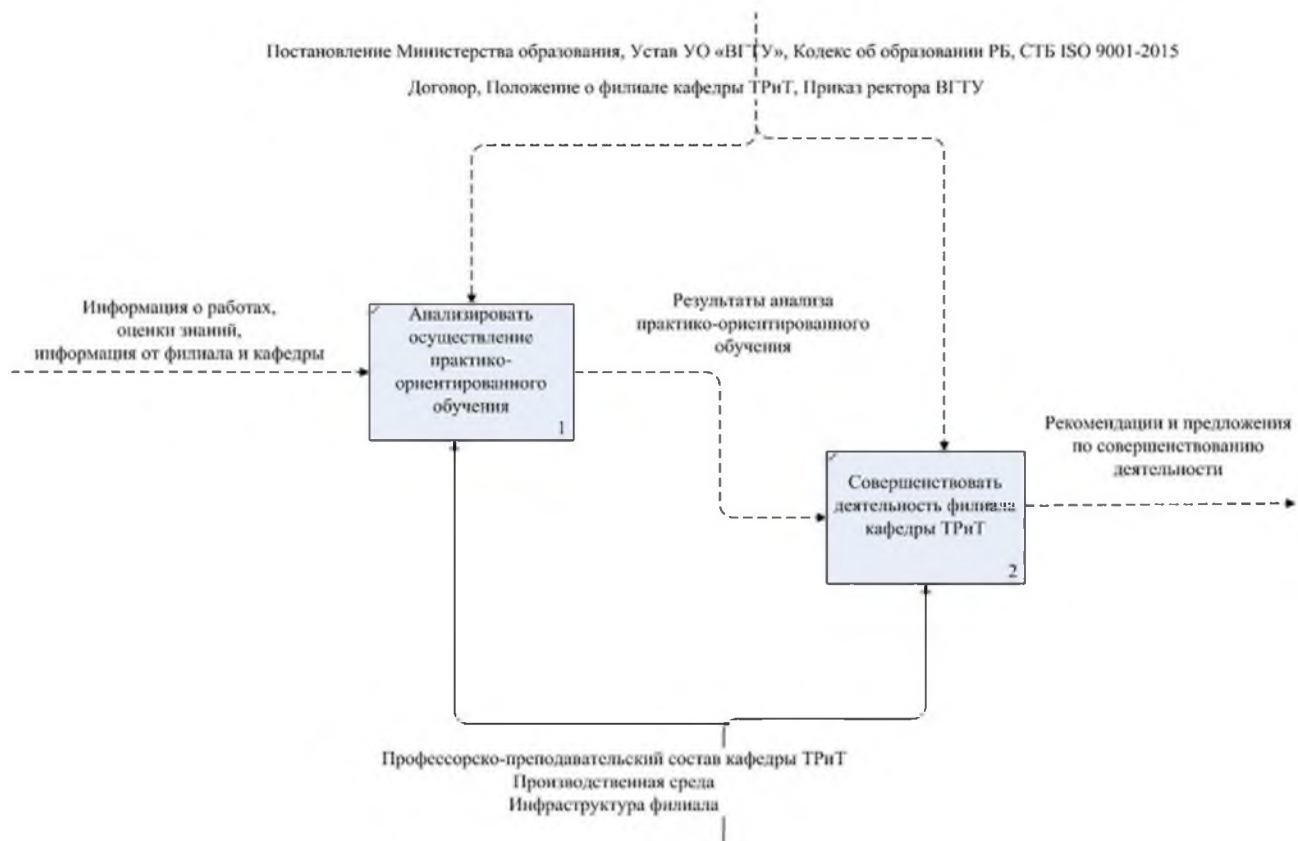 Постановление Министерства образования, Устав УО «ВГТУ», Кодекс об образовании РБ, СТБ ISO 9001-2015
Договор, Положение о филиале кафедры ТРиТ, Приказ ректора ВГТУ
Информация о работах,
оценки знаний,
информация от филиала и кафедры
Анализировать
осуществление
практико-
ориентированного
обучения
1
Результаты анализа
практико-ориентированного
обучения
Совершенствовать
деятельность филиала
кафедры ТРиТ
2
Рекомендации и предложения
по совершенствованию
деятельности
Профессорско-преподавательский состав кафедры ТРиТ
Производственная среда
Инфраструктура филиала